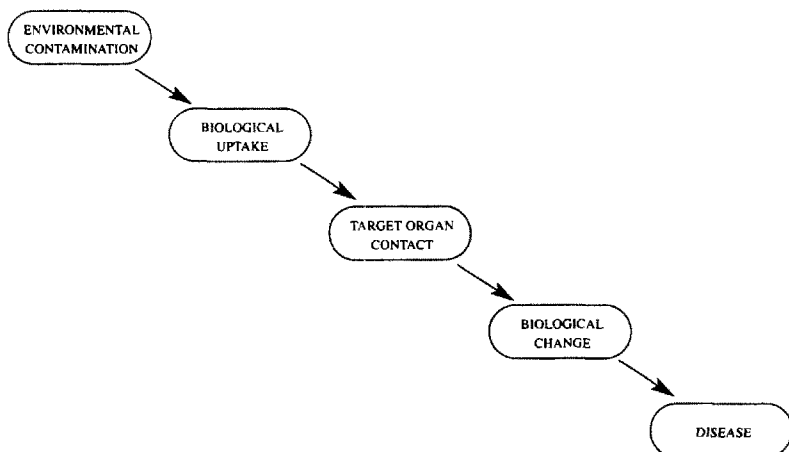 ENVIRONMENTAL
CONTAMINATION
BIOLOGICAL
UPTAKE
TARGET ORGAN
CONTACT
BIOLOGICAL
CHANGE
DISEASE